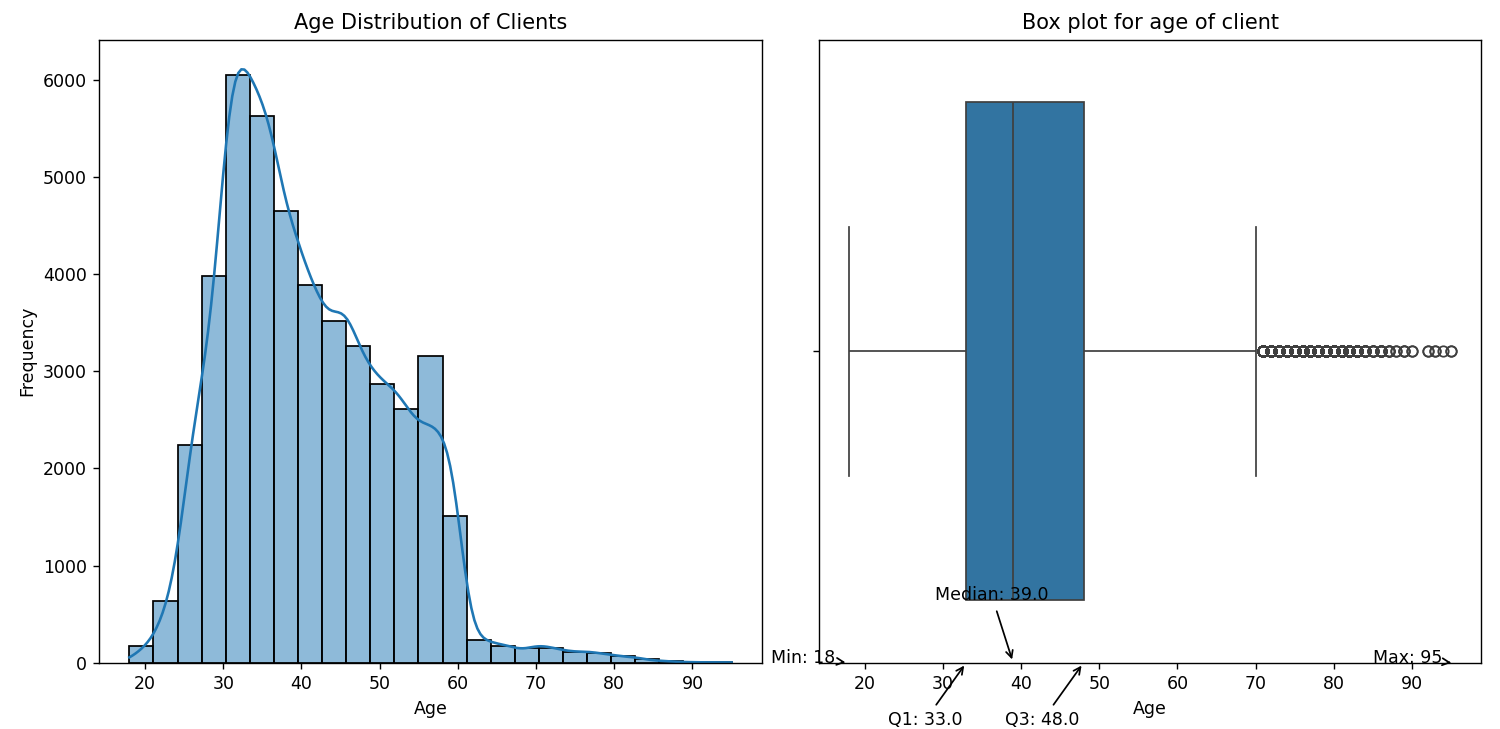 Age Distribution of Clients
Frequency
6000
5000
4000
3000
2000
1000
0
20 30 40 50 60 70 80 90
Age
Box plot for age of client
Median: 39.0
Min: 18
Max: 95
20 30 40 50 60 70 80 90
Age
Q1: 33.0
Q3: 48.0